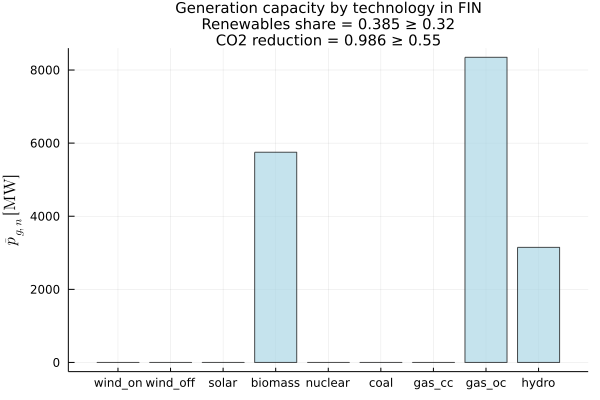 Generation capacity by technology in FIN
Renewables share = 0.385 ≥ 0.32
CO2 reduction = 0.986 ≥ 0.55
p̄_{g,n} [MW]
8000
6000
4000
2000
0
wind_on wind_off solar biomass nuclear coal gas_cc gas_oc hydro